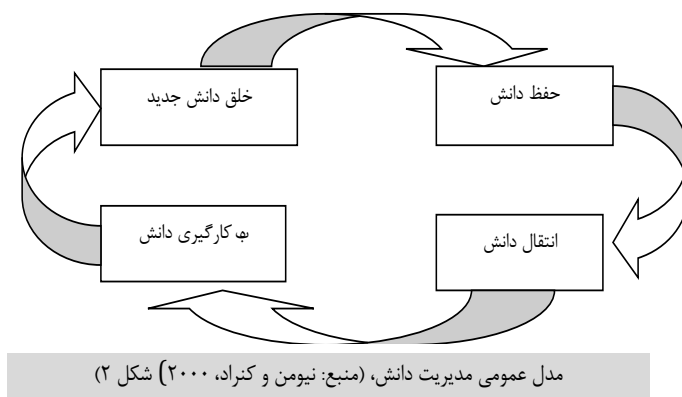 خلق دانش جدید
حفظ دانش
به کارگیری دانش
انتقال دانش
مدل عمومی مدیریت دانش، (منبع: نیومن و کنراد، ۲۰۰۰) شکل ۲)